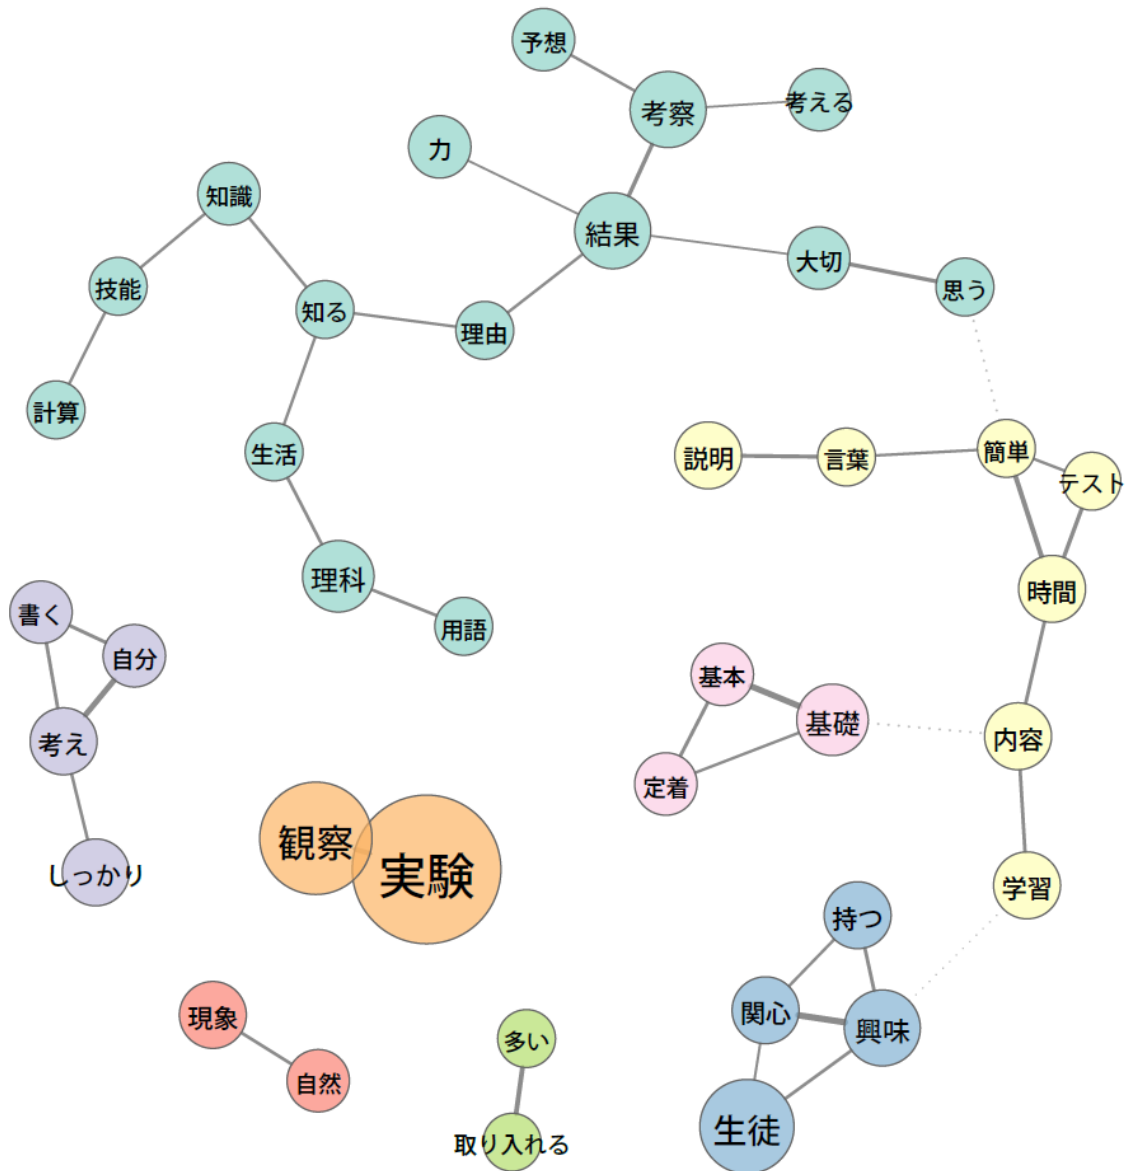 予想
考察
考える
力
知識
結果
大切
思う
技能
知る
理由
計算
生活
説明
言葉
簡単
テスト
理科
時間
用語
書く
自分
考え
しっかり
基本
基礎
定着
内容
観察
実験
学習
持つ
関心
興味
生徒
現象
自然
多い
取り入れる